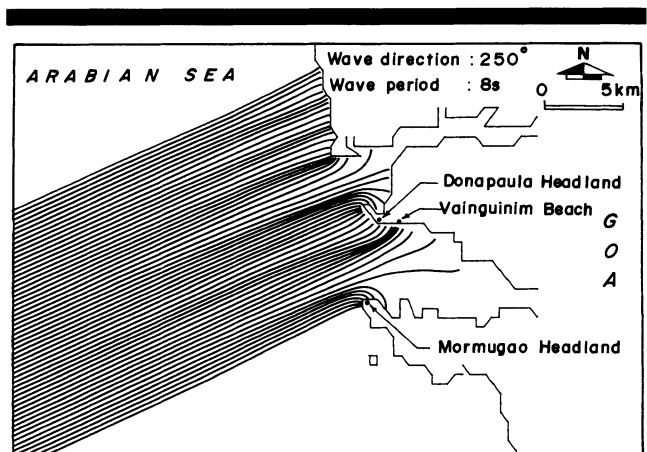 ARABIAN SEA
Wave direction : 250°
Wave period : 8s
N
0 5km
Donapaula Headland
Vainguinim Beach
G
O
A
Mormugao Headland